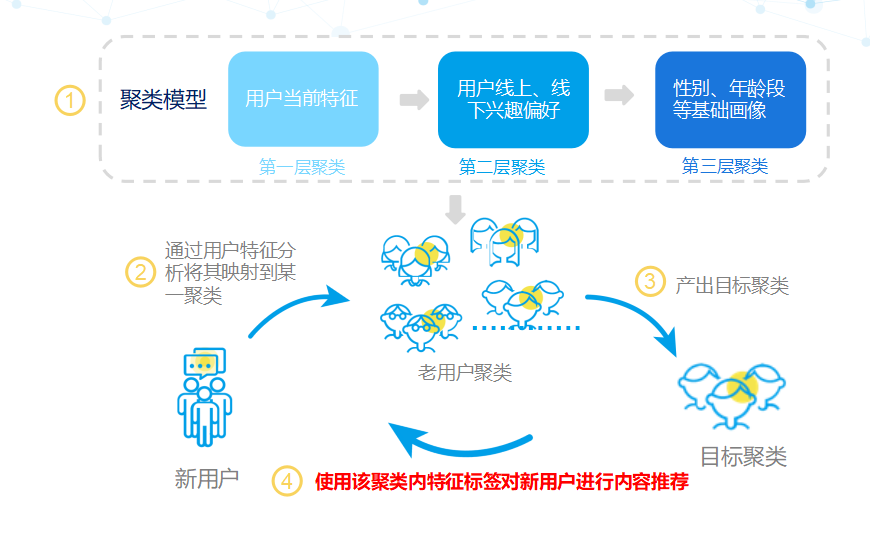 1
聚类模型
用户当前特征
用户线上、线
下兴趣偏好
性别、年龄段
等基础画像
第一层聚类
第二层聚类
第三层聚类
2
通过用户特征分
析将其映射到某
一聚类
3
产出目标聚类
老用户聚类
新用户
目标聚类
4
使用该聚类内特征标签对新用户进行内容推荐